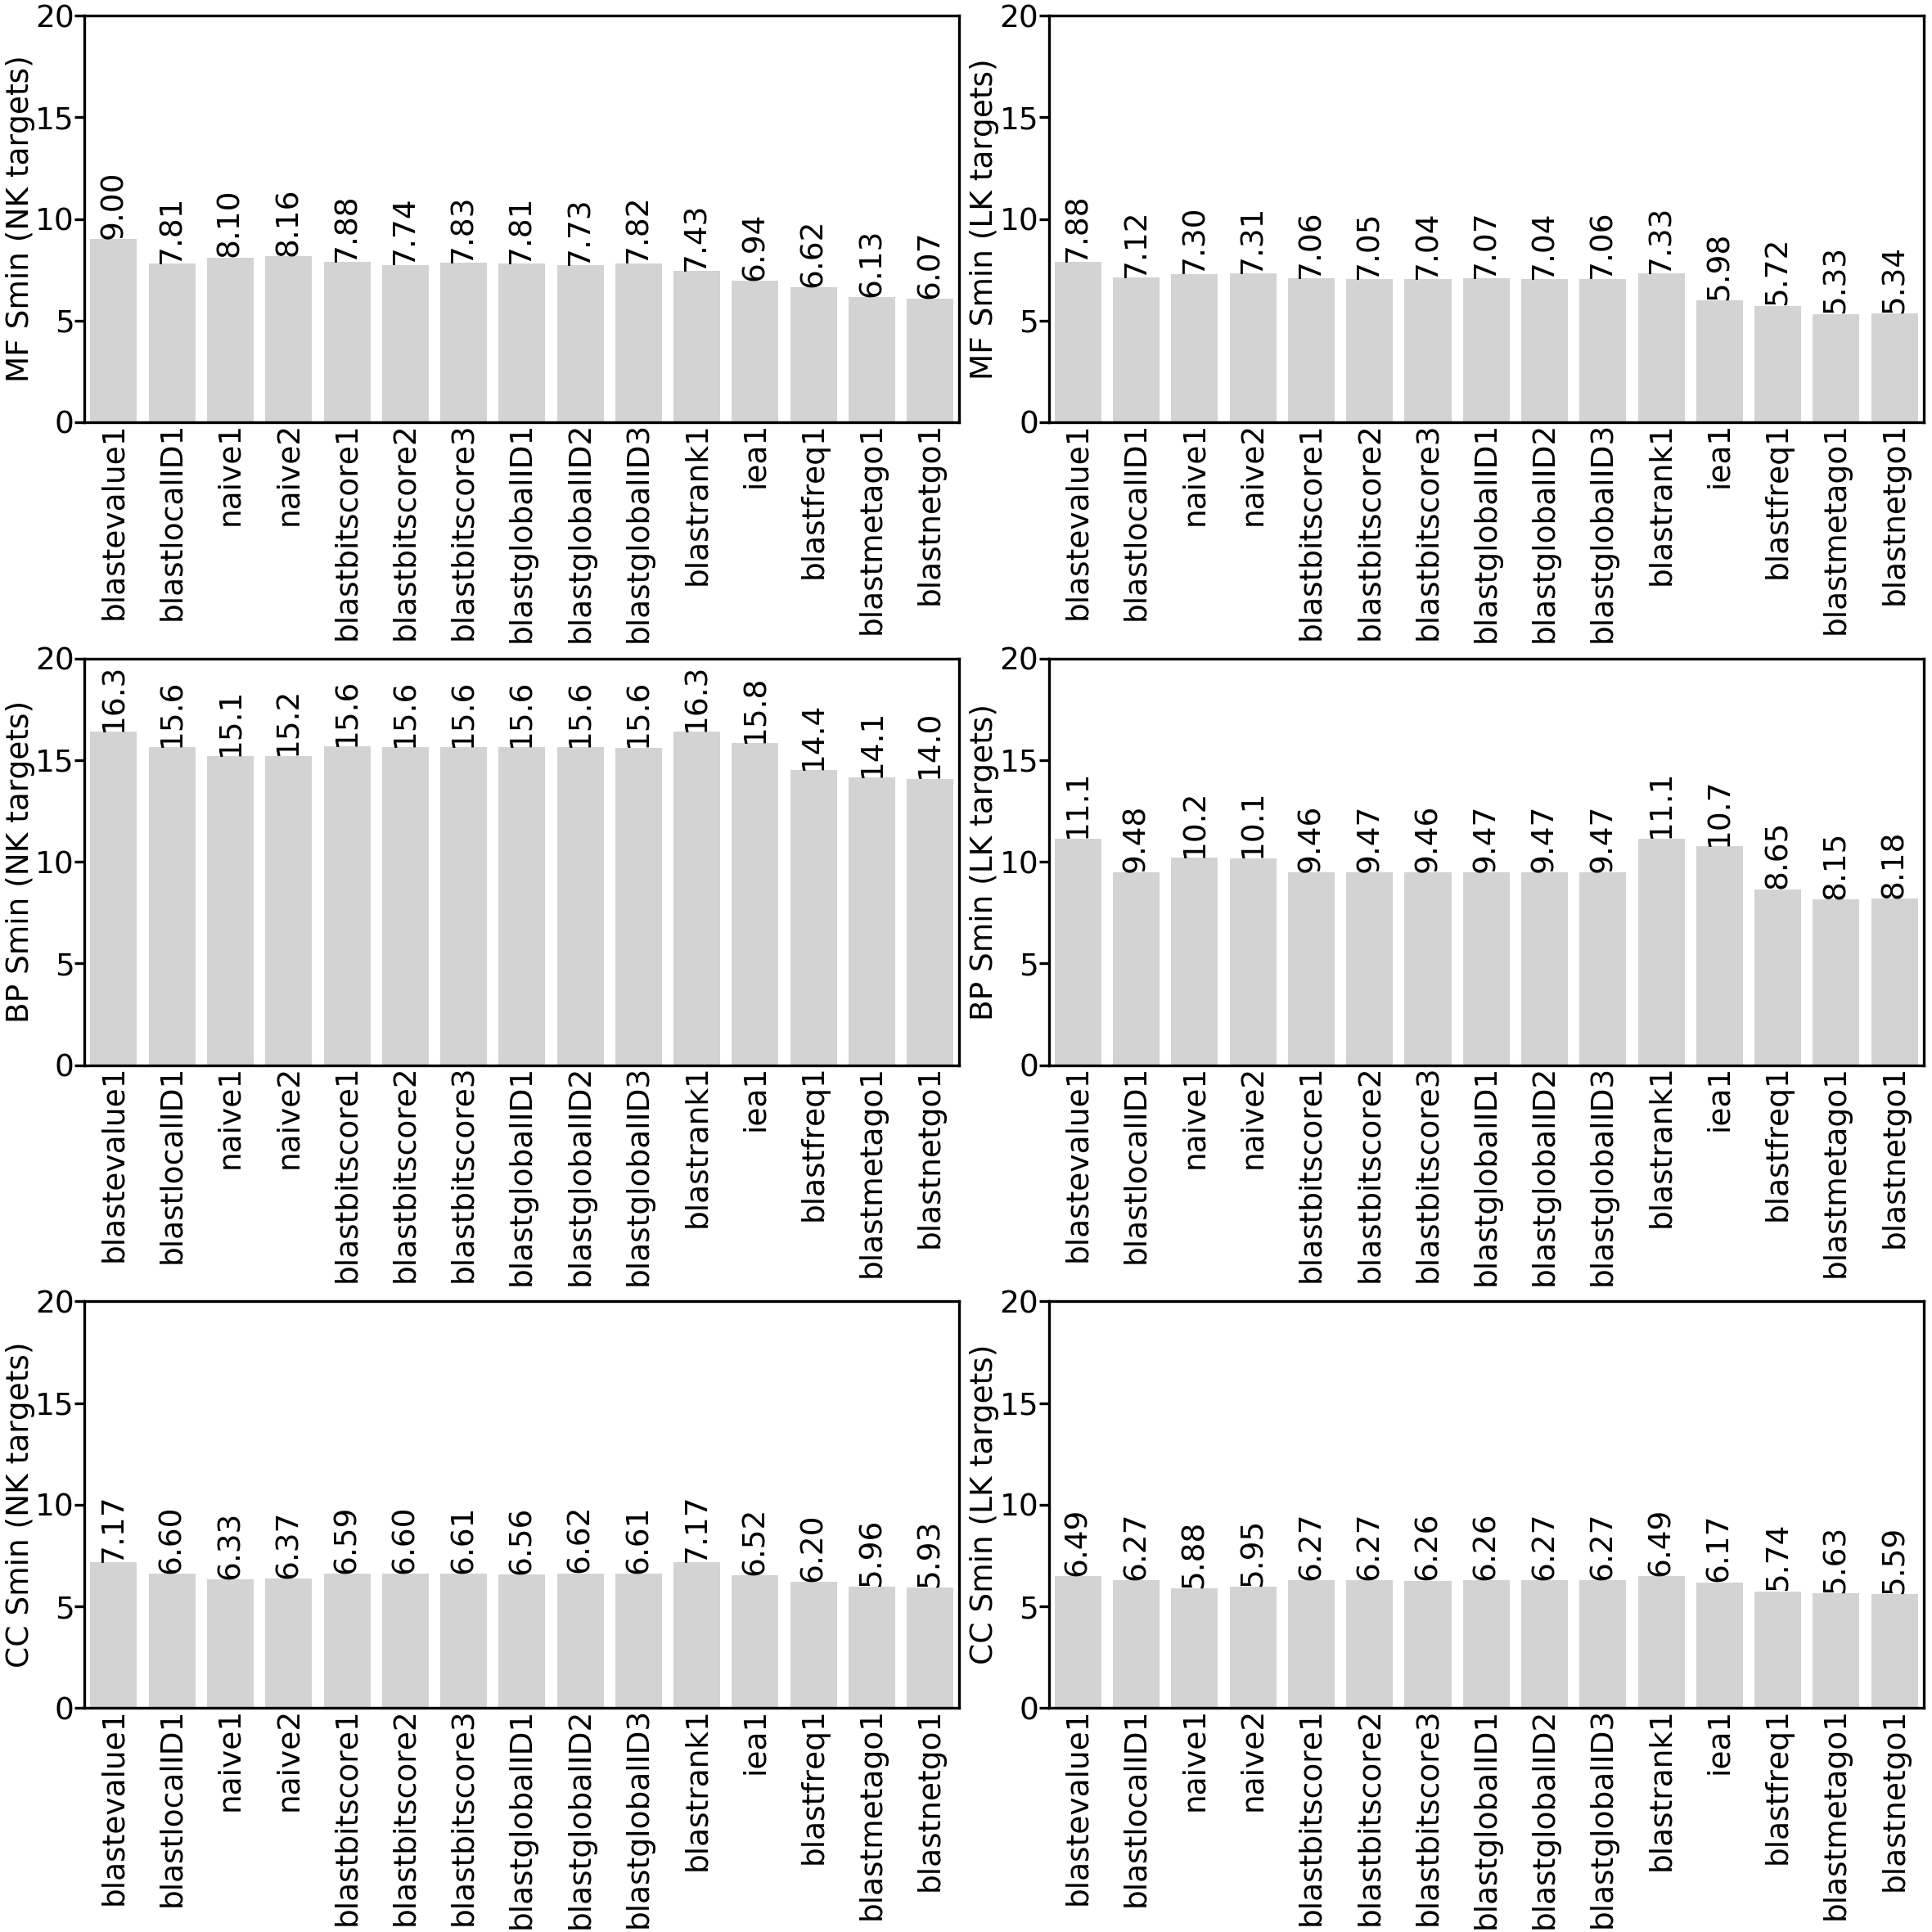 MF Smin (NK targets)
20
15
10
5
0
9.00
7.81
8.10
8.16
7.88
7.74
7.83
7.81
7.73
7.82
7.43
6.94
6.62
6.13
6.07
blastevalue1
blastlocalID1
naive1
naive2
blastbitscore1
blastbitscore2
blastbitscore3
blastglobalID1
blastglobalID2
blastglobalID3
blastrank1
iea1
blastfreq1
blastmetago1
blastnetgo1
MF Smin (LK targets)
20
15
10
5
0
7.88
7.12
7.30
7.31
7.06
7.05
7.04
7.07
7.04
7.06
7.33
5.98
5.72
5.33
5.34
blastevalue1
blastlocalID1
naive1
naive2
blastbitscore1
blastbitscore2
blastbitscore3
blastglobalID1
blastglobalID2
blastglobalID3
blastrank1
iea1
blastfreq1
blastmetago1
blastnetgo1
BP Smin (NK targets)
20
15
10
5
0
16.3
15.6
15.1
15.2
15.6
15.6
15.6
15.6
15.6
15.6
16.3
15.8
14.4
14.1
14.0
blastevalue1
blastlocalID1
naive1
naive2
blastbitscore1
blastbitscore2
blastbitscore3
blastglobalID1
blastglobalID2
blastglobalID3
blastrank1
iea1
blastfreq1
blastmetago1
blastnetgo1
BP Smin (LK targets)
20
15
10
5
0
11.1
9.48
10.2
10.1
9.46
9.47
9.46
9.47
9.47
9.47
11.1
10.7
8.65
8.15
8.18
blastevalue1
blastlocalID1
naive1
naive2
blastbitscore1
blastbitscore2
blastbitscore3
blastglobalID1
blastglobalID2
blastglobalID3
blastrank1
iea1
blastfreq1
blastmetago1
blastnetgo1
CC Smin (NK targets)
20
15
10
5
0
7.17
6.60
6.33
6.37
6.59
6.60
6.61
6.56
6.62
6.61
7.17
6.52
6.20
5.96
5.93
blastevalue1
blastlocalID1
naive1
naive2
blastbitscore1
blastbitscore2
blastbitscore3
blastglobalID1
blastglobalID2
blastglobalID3
blastrank1
iea1
blastfreq1
blastmetago1
blastnetgo1
CC Smin (LK targets)
20
15
10
5
0
6.49
6.27
5.88
5.95
6.27
6.27
6.26
6.26
6.27
6.27
6.49
6.17
5.74
5.63
5.59
blastevalue1
blastlocalID1
naive1
naive2
blastbitscore1
blastbitscore2
blastbitscore3
blastglobalID1
blastglobalID2
blastglobalID3
blastrank1
iea1
blastfreq1
blastmetago1
blastnetgo1